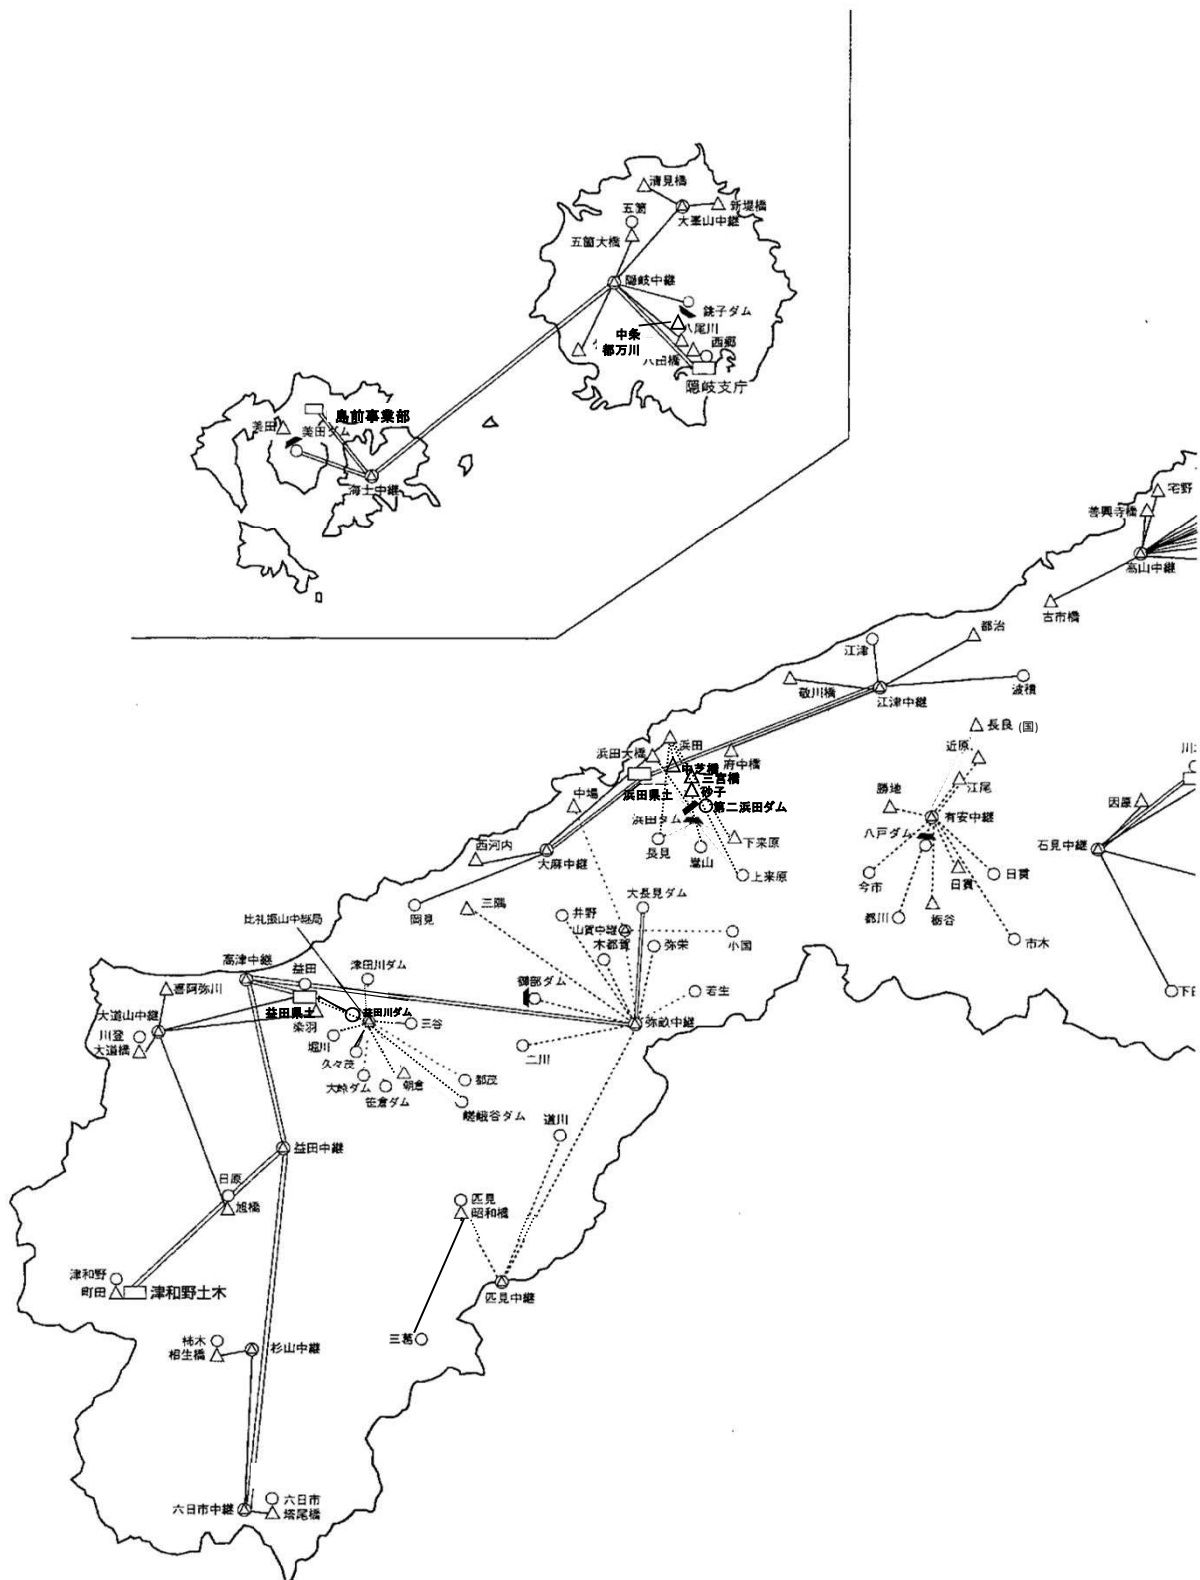 清見橋
新堤橋
大峯山中継
五箇
五箇大橋
隠岐中継
銚子ダム
八尾川
中条
都万川
西郷
八田橋
隠岐支庁
島前事業部
美田
美田ダム
海士中継
宅野
善興寺橋
高山中継
古市橋
都治
江津
敬川橋
江津中継
波積
長良(国)
近原
江尾
勝地
有安中継
八戸ダム
日貫
日貫
今市
都川
栃谷
市木
因原
石見中継
浜田
浜田大橋
府中橋
中芝橋
三宮橋
浜田県土
砂子
第二浜田ダム
浜田ダム
中場
下来原
長見
嵩山
上来原
西河内
大麻中継
岡見
大長見ダム
三隅
井野
山賀中継
木都賀
弥栄
小国
比礼振山中継局
御部ダム
若生
弥畝中継
二川
高津中継
益田
津田川ダム
喜阿弥川
益田県土
益田川ダム
大道山中継
染羽
三谷
川登
大道橋
堀川
久々茂
大峠ダム
笹倉ダム
朝倉
都茂
嵯峨谷ダム
道川
益田中継
日原
旭橋
匹見
昭和橋
津和野
町田
津和野土木
匹見中継
三葛
柿木
相生橋
杉山中継
六日市中継
六日市
塔尾橋